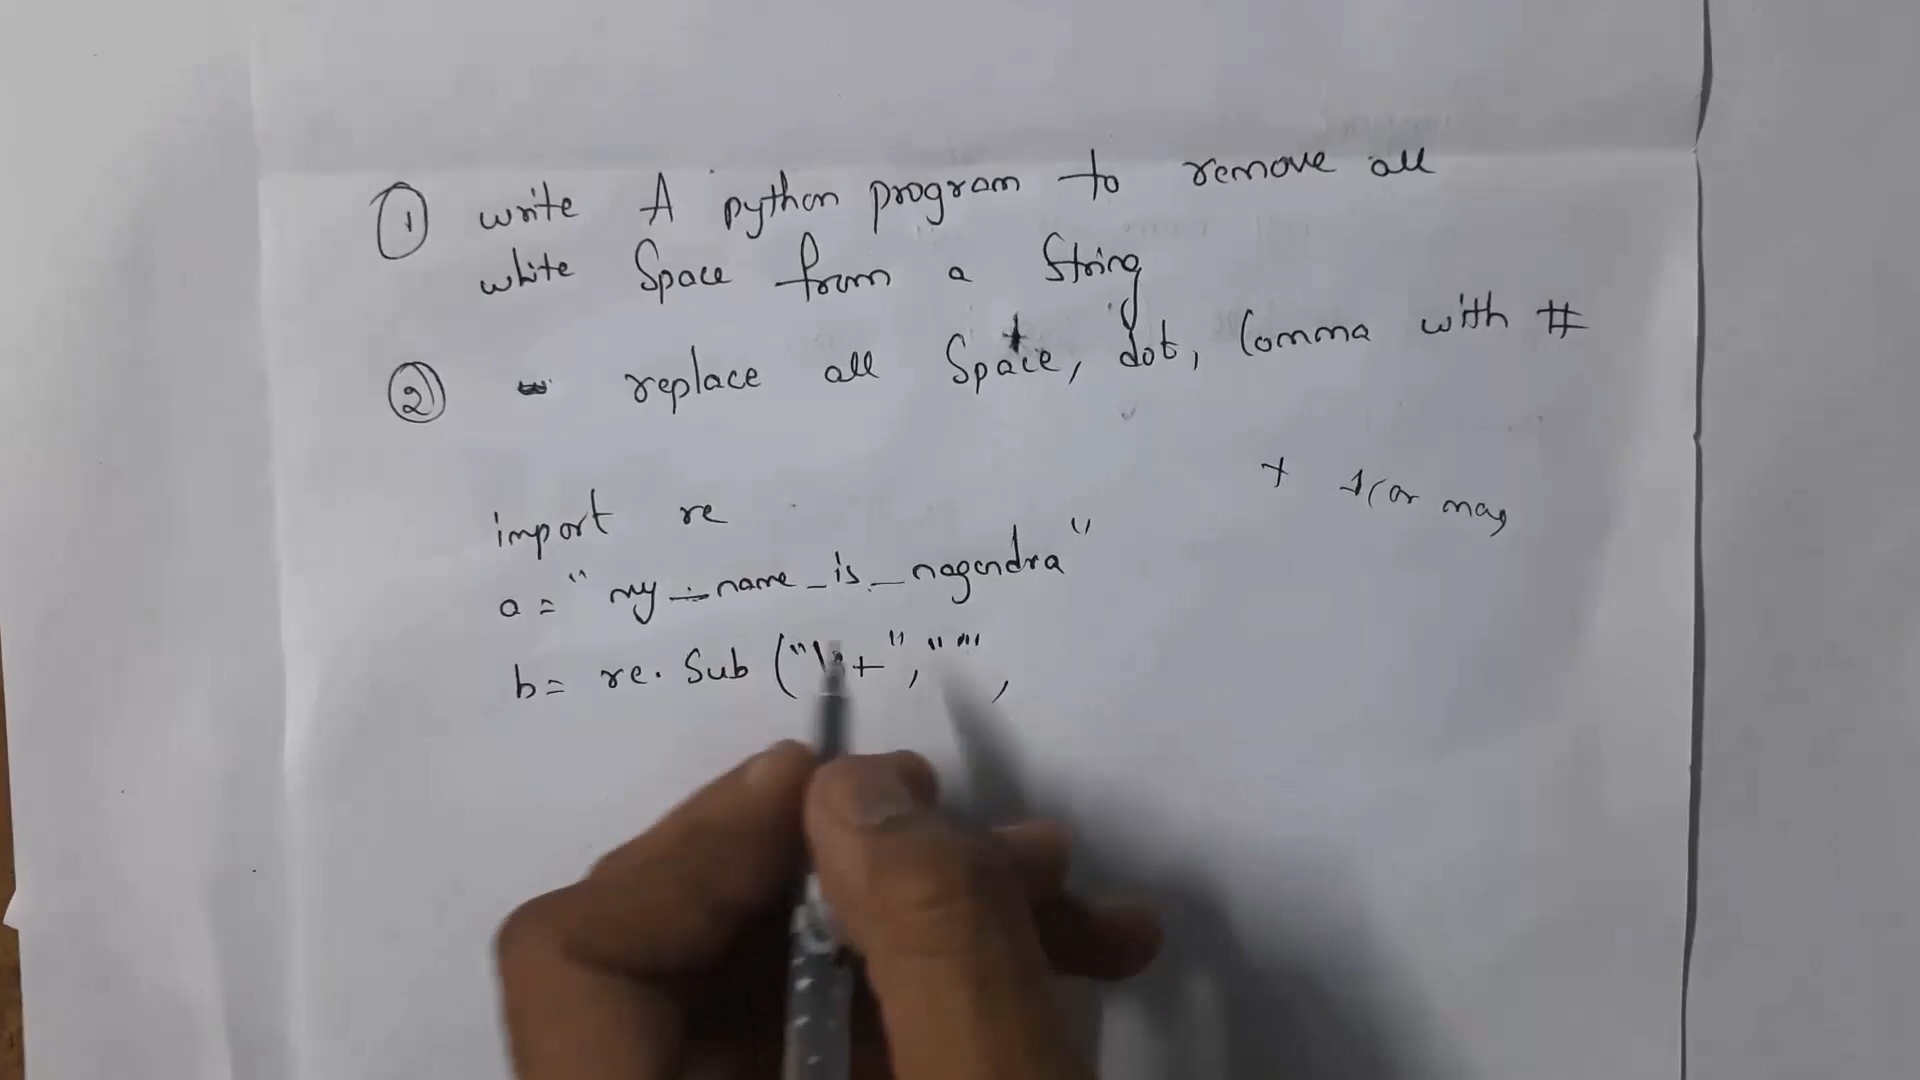 ① write A python program to remove all
white Space from a String
② replace all Space, dot, Comma with #
+ 1 or
import re
a = "my_name_is_nagendra"
b= re. Sub ("\ +", "",